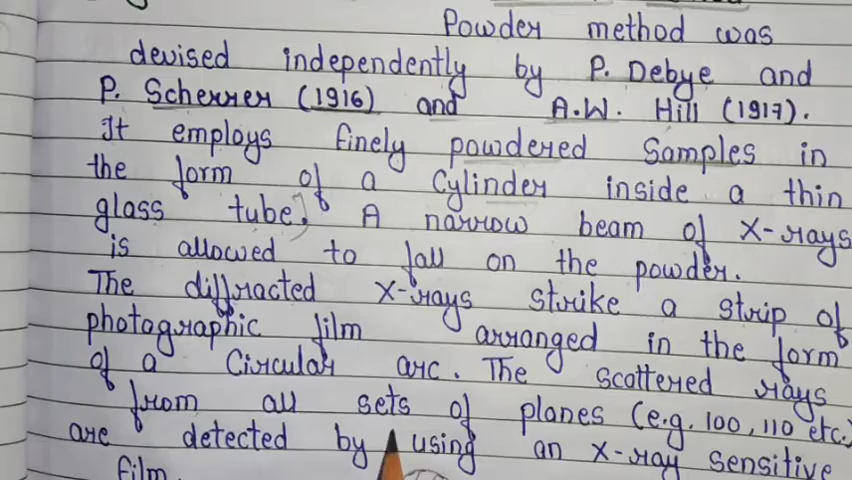 Powder method was
devised independently by P. Debye and
P. Scherrer (1916) and A.W. Hill (1917).
It employs finely powdered Samples in
the form of a Cylinder inside a thin
glass tube. A narrow beam of X-rays
is allowed to fall on the powder.
The diffracted X-rays strike a strip of
photographic film arranged in the form
of a Circular arc. The scattered rays
from all sets of planes (e.g. 100, 110 etc.)
are detected by using an X-ray sensitive
film.